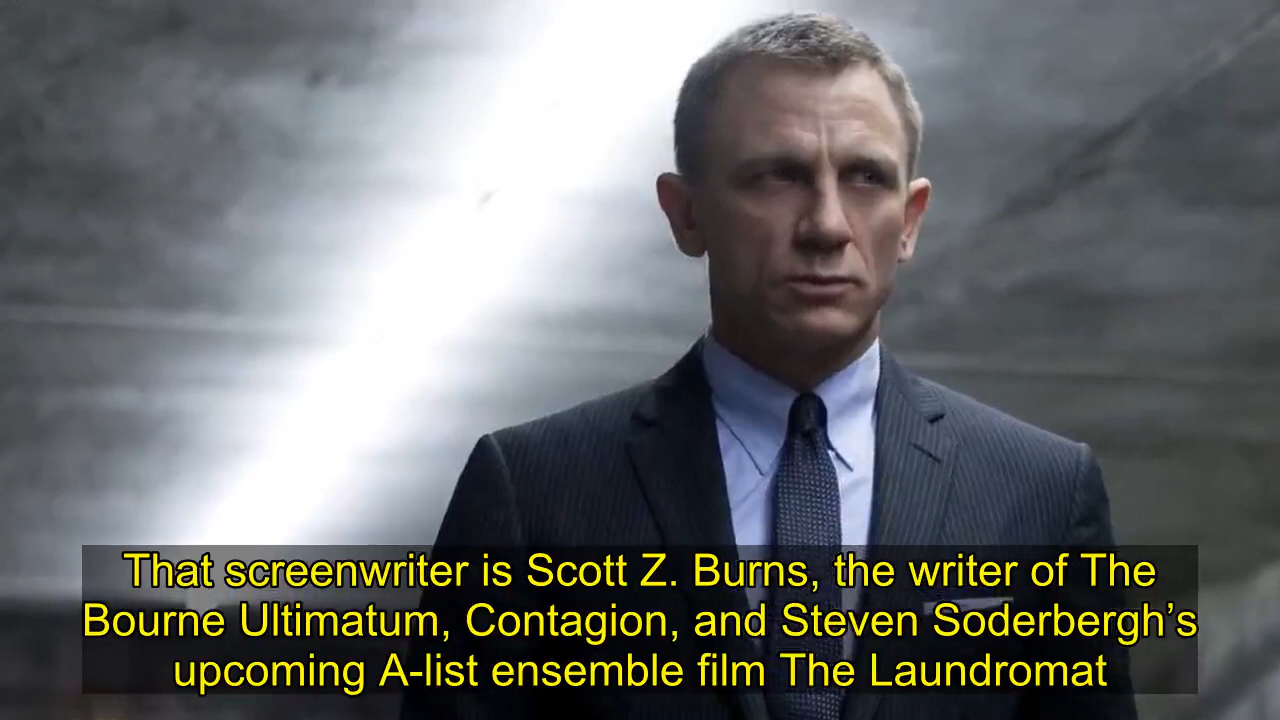 That screenwriter is Scott Z. Burns, the writer of The
Bourne Ultimatum, Contagion, and Steven Soderbergh’s
upcoming A-list ensemble film The Laundromat